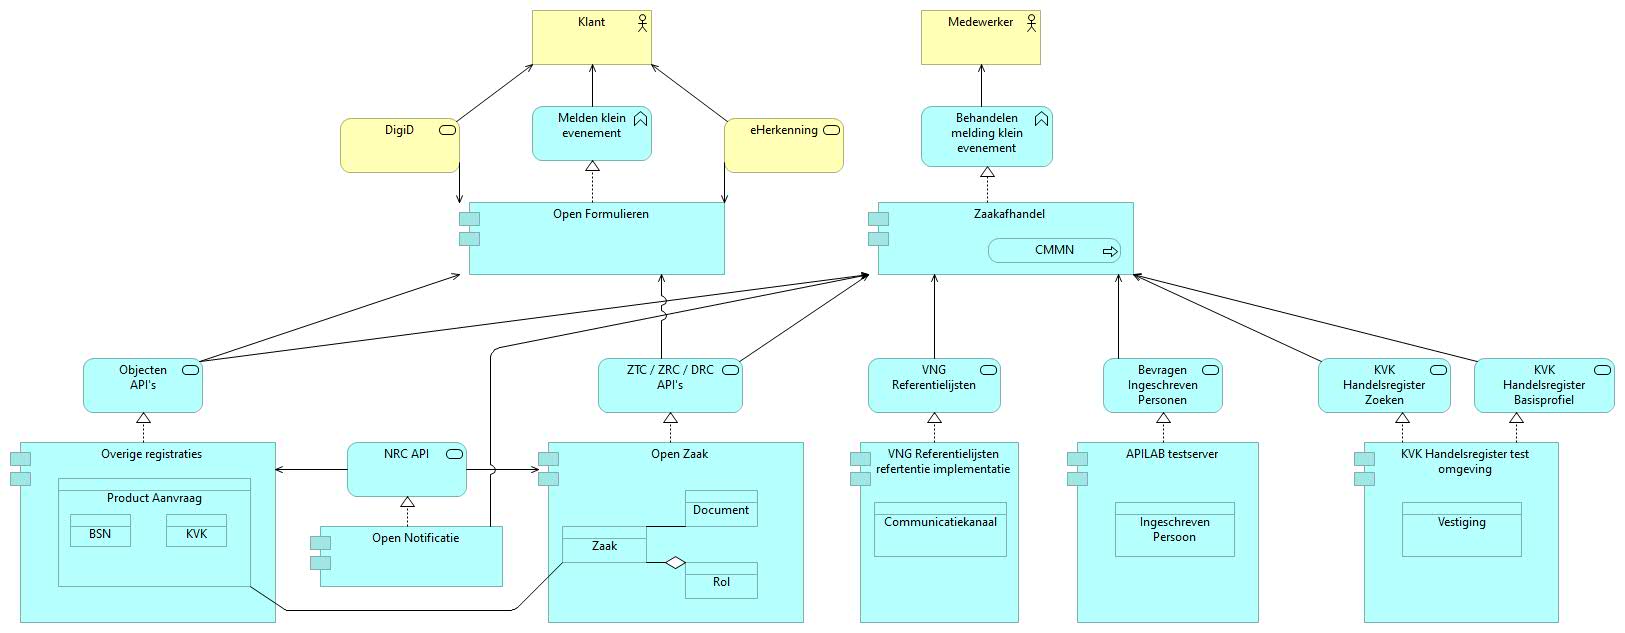 Klant
Medewerker
DigiD
Melden klein
evenement
eHerkenning
Behandelen
melding klein
evenement
Open Formulieren
Zaakafhandel
CMMN
Objecten
API's
ZTC / ZRC / DRC
API's
VNG
Referentielijsten
Bevragen
Ingeschreven
Personen
KVK
Handelsregister
Zoeken
KVK
Handelsregister
Basisprofiel
Overige registraties
Product Aanvraag
BSN
KVK
NRC API
Open Notificatie
Open Zaak
Document
Zaak
Rol
VNG Referentielijsten
refertentie implementatie
Communicatiekanaal
APILAB testserver
Ingeschreven
Persoon
KVK Handelsregister test
omgeving
Vestiging